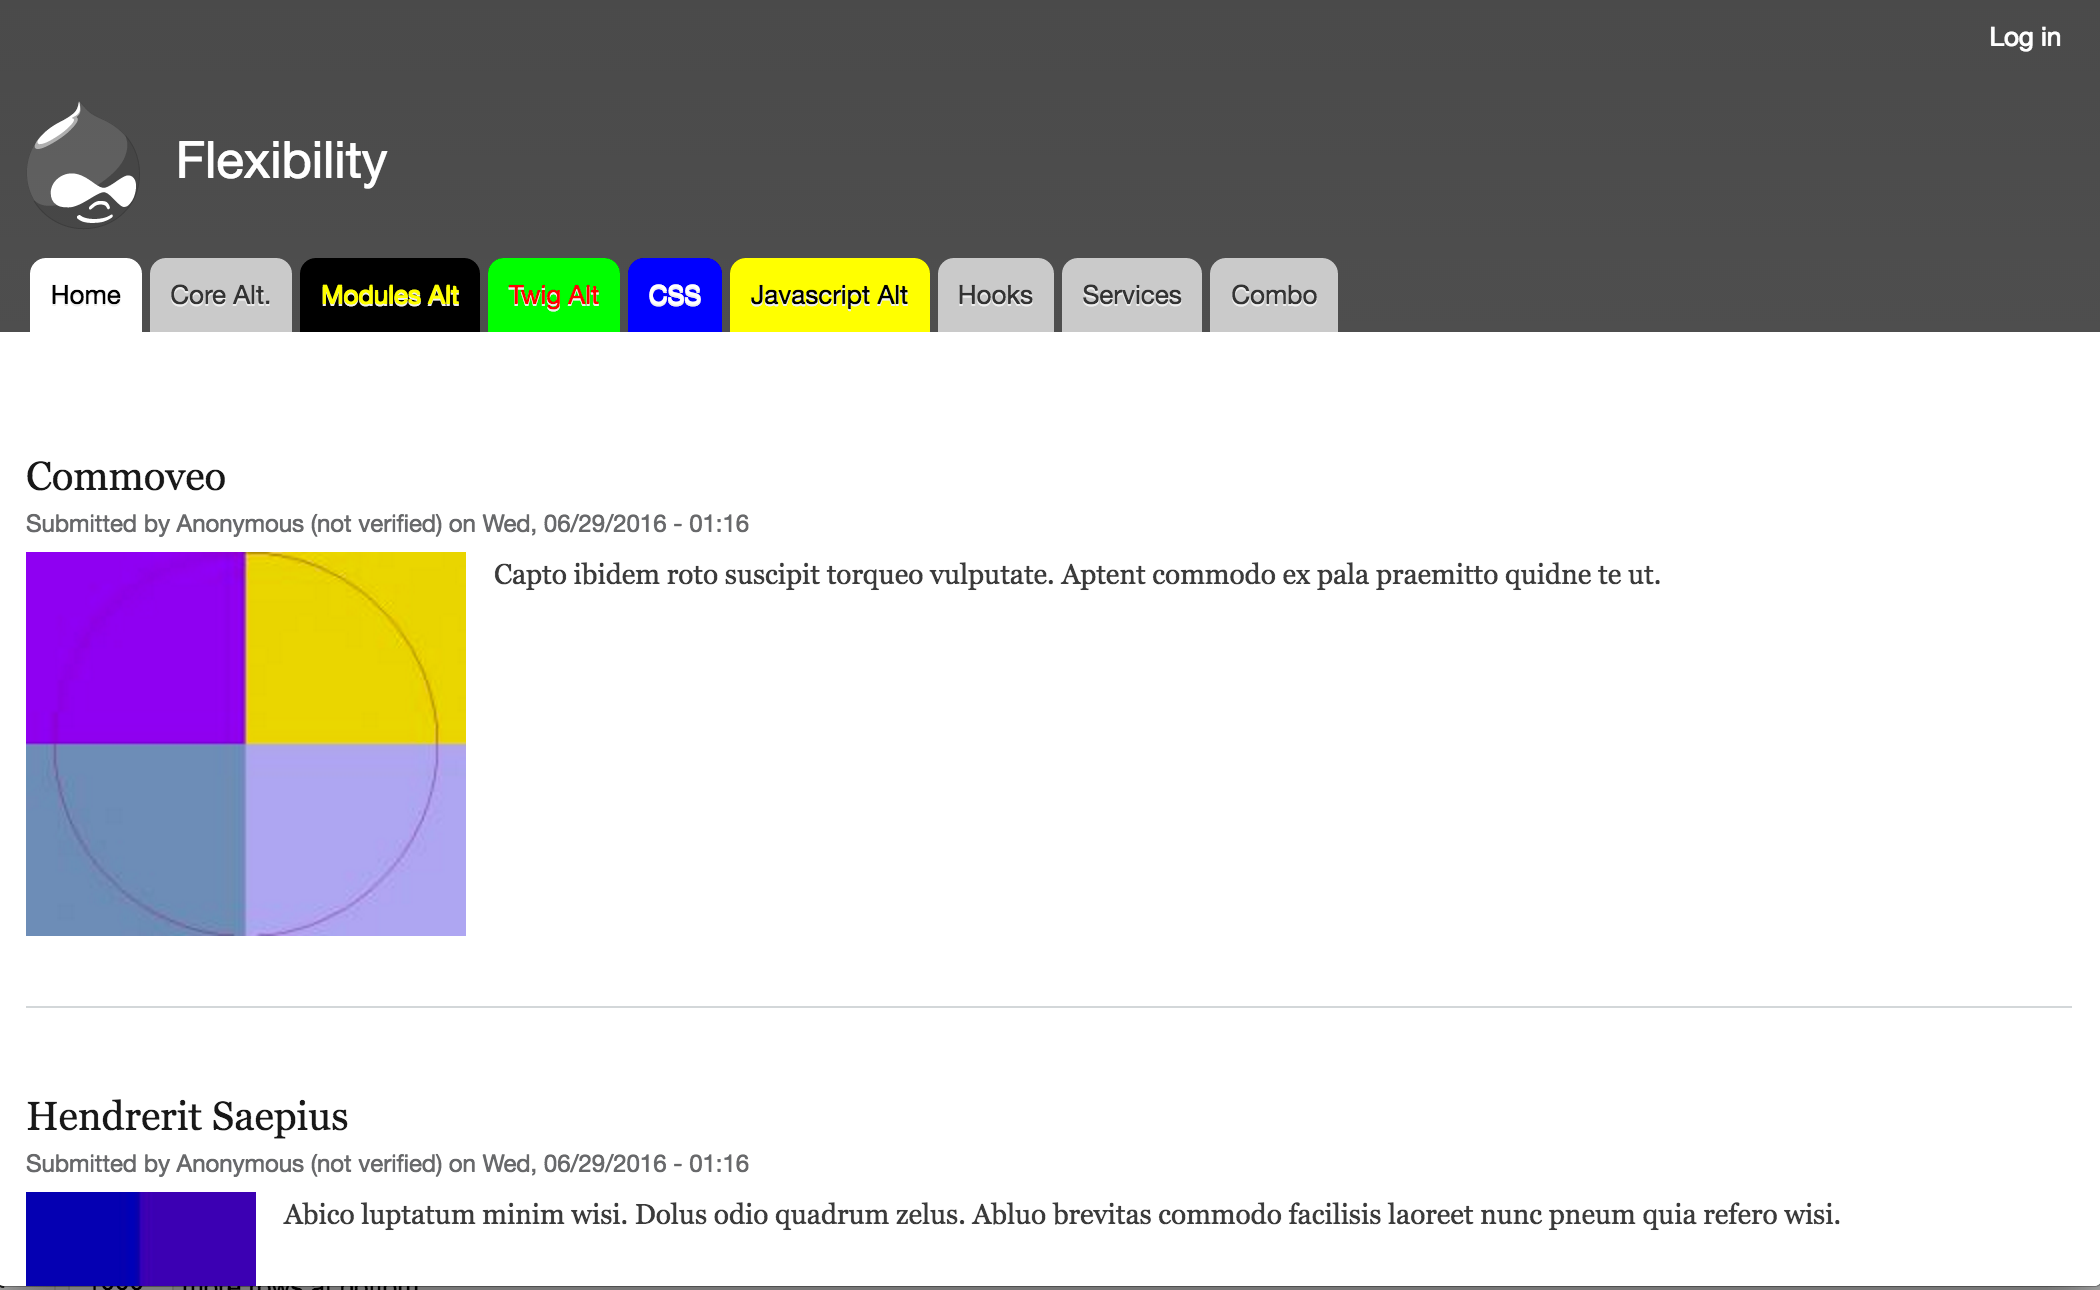 Log in
Flexibility
Home Core Alt. Modules Alt Twig Alt CSS Javascript Alt Hooks Services Combo
Commoveo
Submitted by Anonymous (not verified) on Wed, 06/29/2016 - 01:16
Capto ibidem roto suscipit torqueo vulputate. Aptent commodo ex pala praemitto quidne te ut.
Hendrerit Saepius
Submitted by Anonymous (not verified) on Wed, 06/29/2016 - 01:16
Abico luptatum minim wisi. Dolus odio quadrum zelus. Abluo brevitas commodo facilisis laoreet nunc pneum quia refero wisi.